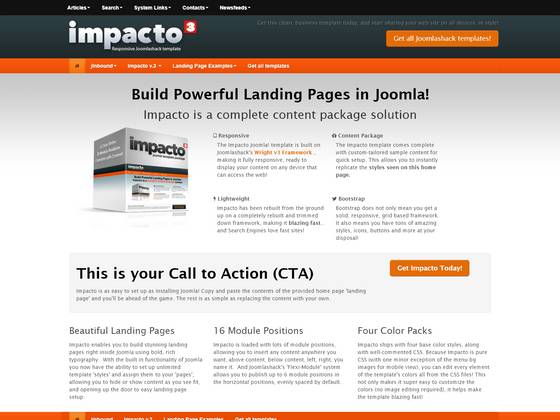 Articles Search System Links Contacts Newsfeeds
impacto 3
Responsive Joomlashack template
Get this clean, business template today, and start sharing your web site on all devices, in style!
Get all Joomlashack templates!
jInbound Impacto v.3 Landing Page Examples Get all templates
Build Powerful Landing Pages in Joomla!
Impacto is a complete content package solution
impacto 3
Responsive
The Impacto Joomla! template is built on
Joomlashack's Wright v3 Framework ,
making it fully responsive, ready to
display your content on any device that
can access the web!
Content Package
The Impacto template comes complete
with custom-tailored sample content for
quick setup. This allows you to instantly
replicate the styles seen on this home
page.
Lightweight
Impacto has been rebuilt from the ground
up on a completely rebuilt and trimmed
down framework, making it blazing fast..
and Search Engines love fast sites!
Bootstrap
Bootstrap does not only mean you get a
solid, responsive, grid based framework.
It also means you have tons of amazing
styles, icons, buttons and more at your
disposal!
This is your Call to Action (CTA)
Impacto is as easy to set up as installing Joomla! Copy and paste the contents of the provided home page 'landing
page' and you'll be ahead of the game. The rest is as simple as replacing this content with your own.
Get Impacto Today!
Beautiful Landing Pages
Impacto enables you to build stunning landing
pages right inside Joomla using bold, rich
typography. With the built in functionality of Joomla
you now have the ability to set up unlimited
template 'styles' and assign them to your 'pages',
allowing you to hide or show content as you see fit,
and opening up the door to easy landing page
setup.
16 Module Positions
Impacto is loaded with lots of module positions,
allowing you to insert any content anywhere you
want, above content, below content, left, right, you
name it. And Joomlashack's 'Flexi-Module' system
allows you to publish up to 6 module positions in
the horizontal positions, evenly spaced by default.
Four Color Packs
Impacto ships with four base color styles, along
with well-commented CSS. Because Impacto is pure
CSS (with one minor exception of the menu by
images for mobile view), you can edit every element
of the template's colors all from the CSS files! This
not only makes it super easy to customize the
colors (no image editing required), it helps make
the template blazing fast!
jInbound Impacto v.3 Landing Page Examples Get all templates